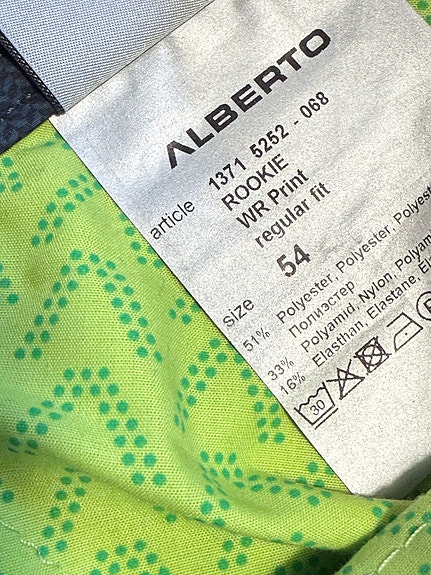 ALBERTO
article 1371 5252 - 068
ROOKIE
WR Print
regular fit
size 54
51% Polyester, Polyester, Polyest
Полиэстер
33% Polyamid, Nylon, Polyam
16% Elasthan, Elastane, El
30